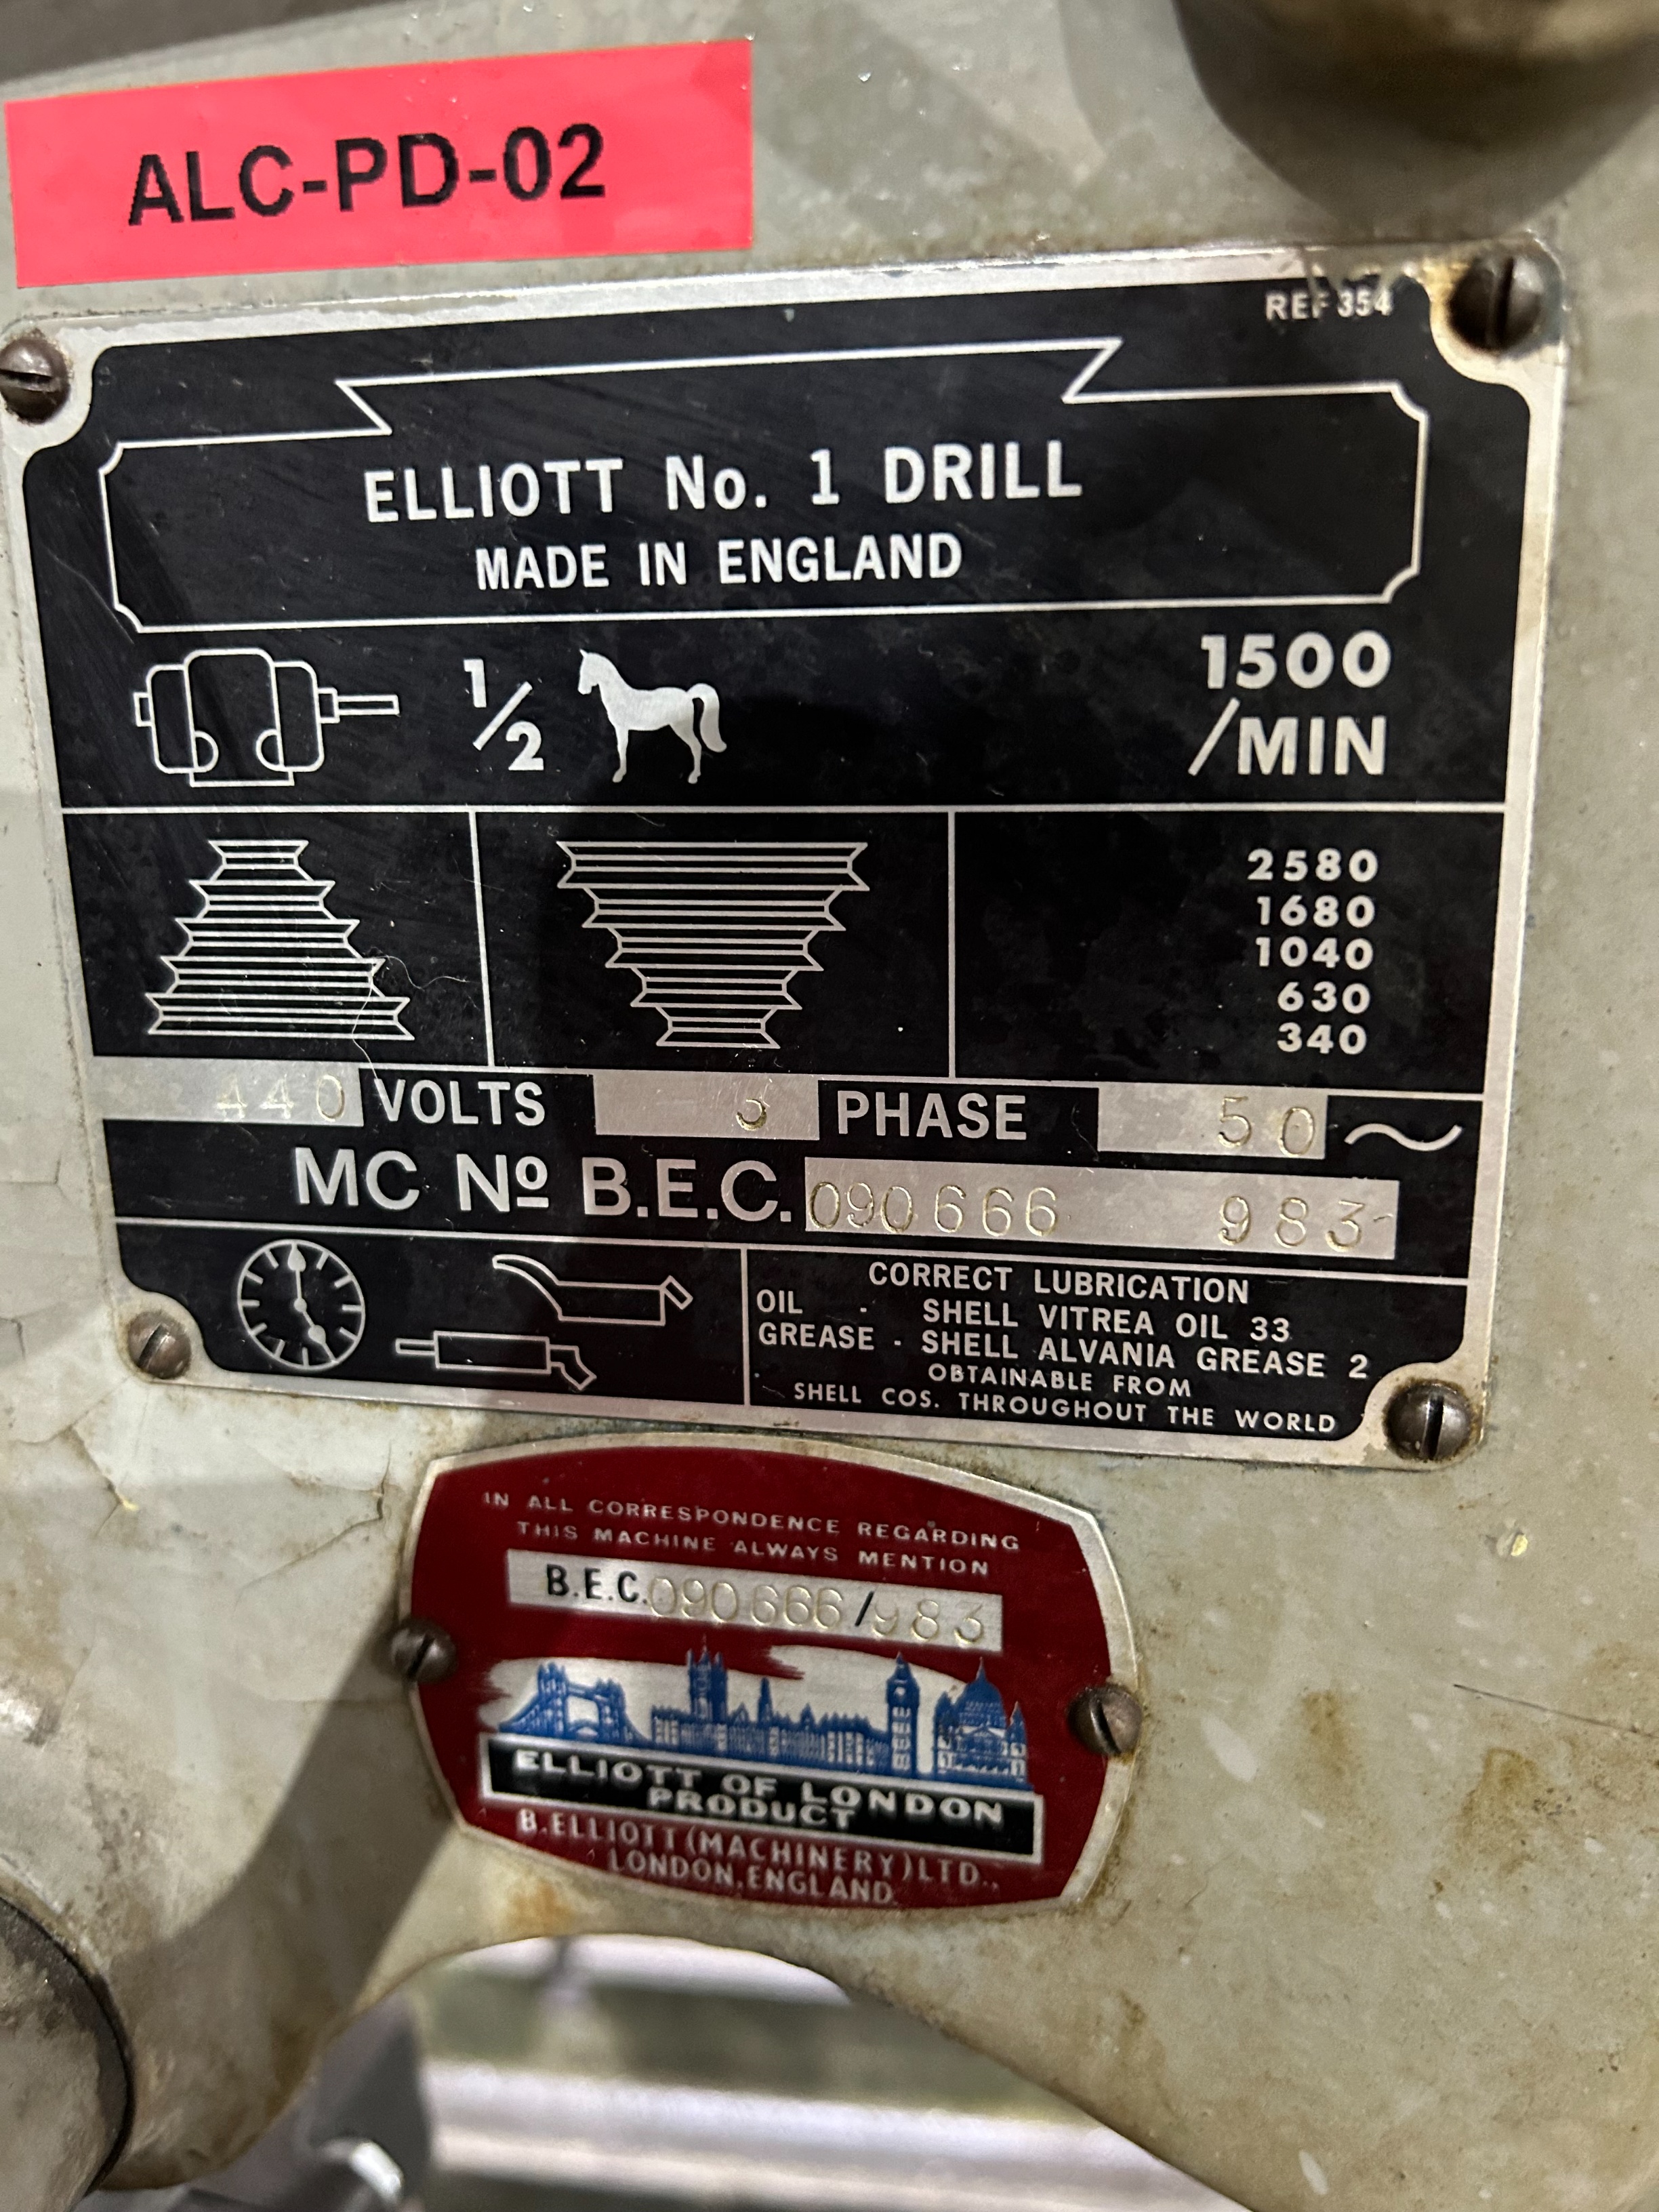 ALC-PD-02
REF 354
ELLIOTT No. 1 DRILL
MADE IN ENGLAND
1/2
1500
/MIN
2580
1680
1040
630
340
440 VOLTS 3 PHASE 50 ~
MC Nº B.E.C. 090666 983
CORRECT LUBRICATION
OIL - SHELL VITREA OIL 33
GREASE - SHELL ALVANIA GREASE 2
OBTAINABLE FROM
SHELL COS. THROUGHOUT THE WORLD
IN ALL CORRESPONDENCE REGARDING
THIS MACHINE ALWAYS MENTION
B.E.C. 090666/983
ELLIOTT OF LONDON
PRODUCT
B.ELLIOTT (MACHINERY) LTD.,
LONDON, ENGLAND